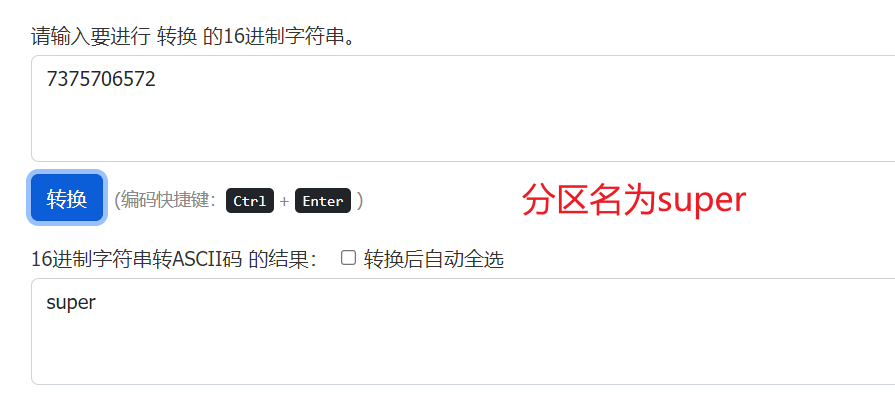 请输入要进行 转换 的16进制字符串。
7375706572
转换 (编码快捷键： Ctrl + Enter ) 分区名为super
16进制字符串转ASCII码 的结果： 转换后自动全选
super